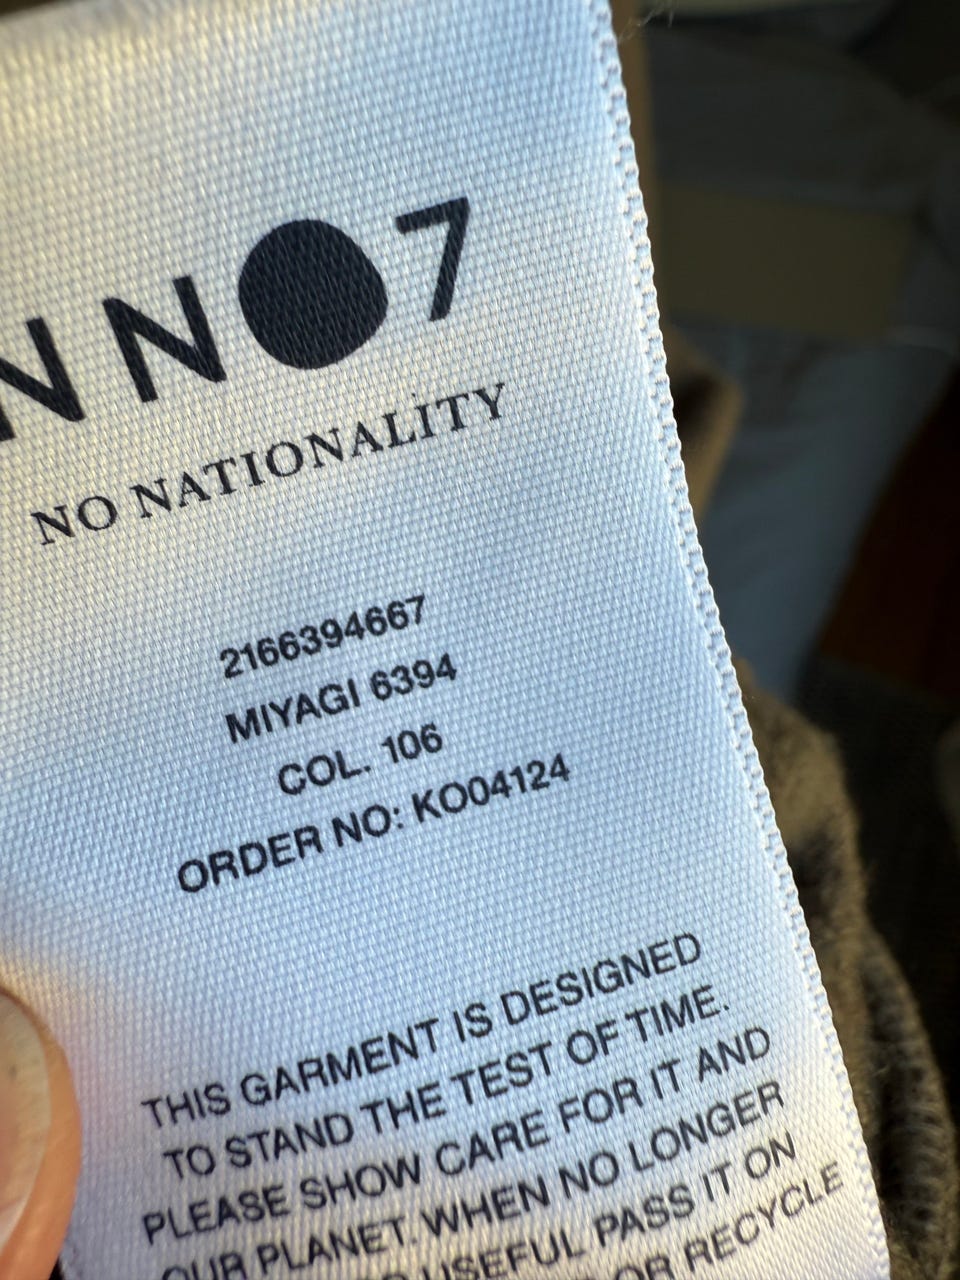 NN07
NO NATIONALITY
2166394667
MIYAGI 6394
COL. 106
ORDER NO: KO04124
THIS GARMENT IS DESIGNED
TO STAND THE TEST OF TIME.
PLEASE SHOW CARE FOR IT AND
OUR PLANET. WHEN NO LONGER
USEFUL PASS IT ON
OR RECYCLE